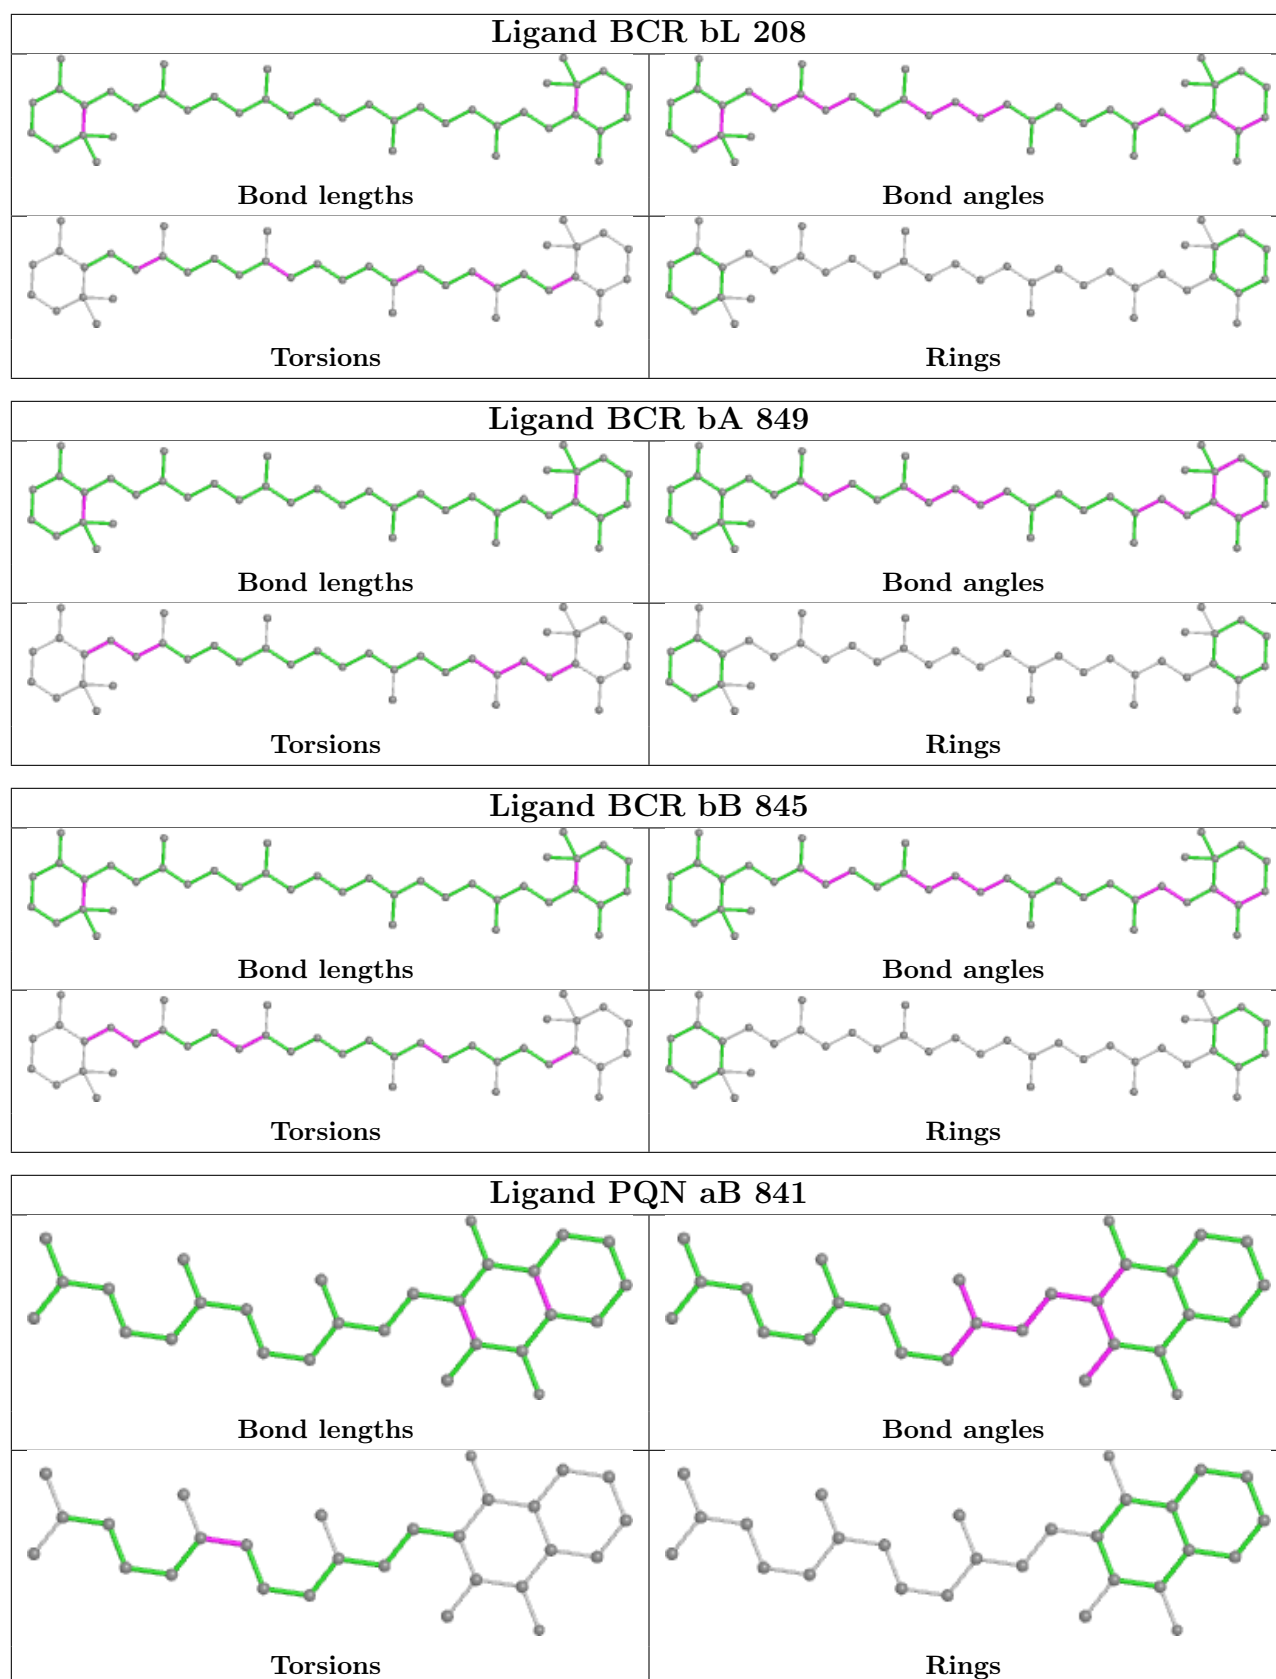 Ligand BCR bL 208
Bond lengths
Bond angles
Torsions
Rings
Ligand BCR bA 849
Bond lengths
Bond angles
Torsions
Rings
Ligand BCR bB 845
Bond lengths
Bond angles
Torsions
Rings
Ligand PQN aB 841
Bond lengths
Bond angles
Torsions
Rings